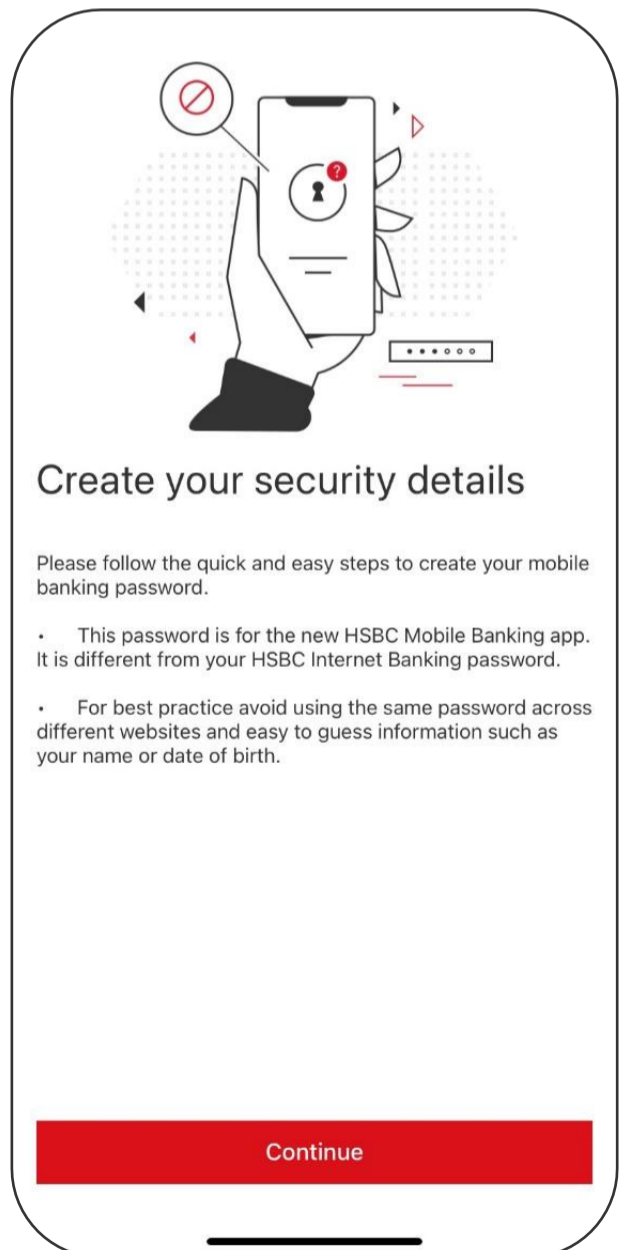 ?
Create your security details
Please follow the quick and easy steps to create your mobile
banking password.
• This password is for the new HSBC Mobile Banking app.
It is different from your HSBC Internet Banking password.
• For best practice avoid using the same password across
different websites and easy to guess information such as
your name or date of birth.
Continue